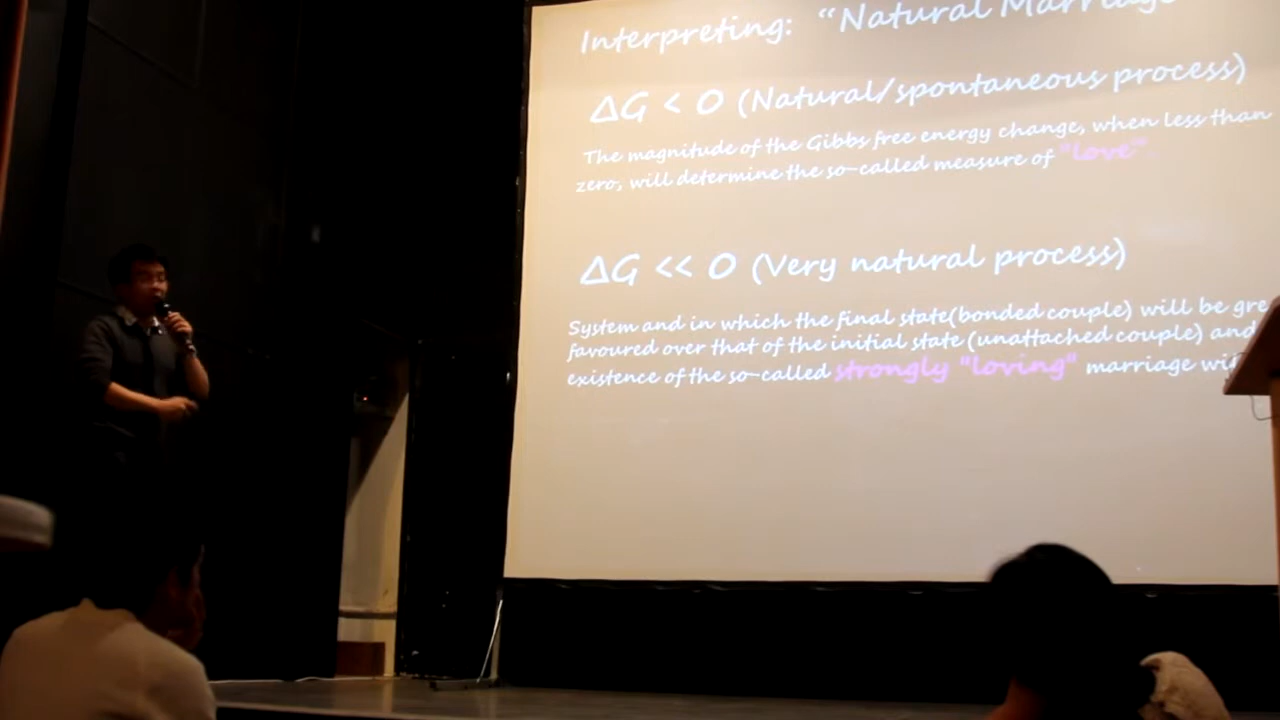 Interpreting: “Natural Marriage
ΔG < 0 (Natural/spontaneous process)
The magnitude of the Gibbs free energy change, when less than
zero, will determine the so-called measure of "love".
ΔG << 0 (Very natural process)
System and in which the final state(bonded couple) will be gre
favoured over that of the initial state (unattached couple) and
existence of the so-called strongly "loving" marriage wi